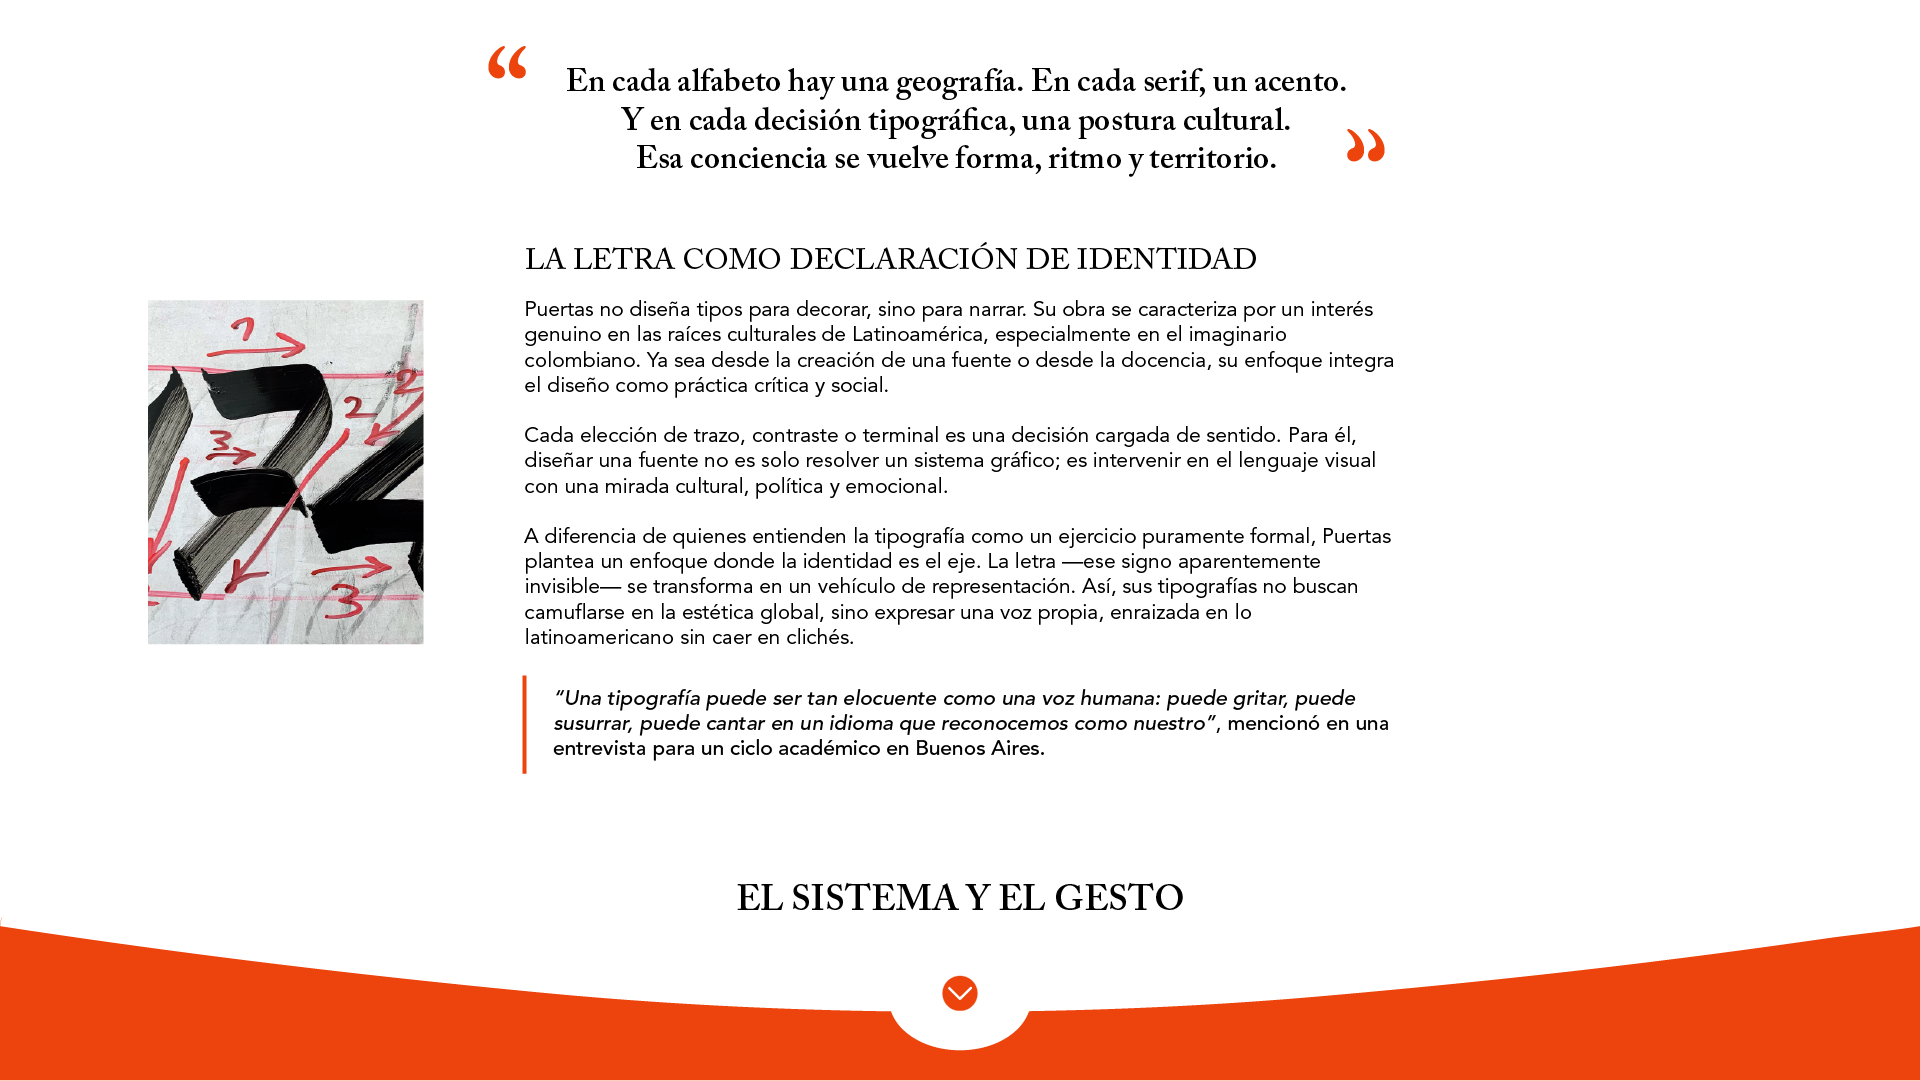 “ En cada alfabeto hay una geografía. En cada serif, un acento.
Y en cada decisión tipográfica, una postura cultural.
Esa conciencia se vuelve forma, ritmo y territorio. ”
LA LETRA COMO DECLARACIÓN DE IDENTIDAD
Puertas no diseña tipos para decorar, sino para narrar. Su obra se caracteriza por un interés
genuino en las raíces culturales de Latinoamérica, especialmente en el imaginario
colombiano. Ya sea desde la creación de una fuente o desde la docencia, su enfoque integra
el diseño como práctica crítica y social.
Cada elección de trazo, contraste o terminal es una decisión cargada de sentido. Para él,
diseñar una fuente no es solo resolver un sistema gráfico; es intervenir en el lenguaje visual
con una mirada cultural, política y emocional.
A diferencia de quienes entienden la tipografía como un ejercicio puramente formal, Puertas
plantea un enfoque donde la identidad es el eje. La letra —ese signo aparentemente
invisible— se transforma en un vehículo de representación. Así, sus tipografías no buscan
camuflarse en la estética global, sino expresar una voz propia, enraizada en lo
latinoamericano sin caer en clichés.
“Una tipografía puede ser tan elocuente como una voz humana: puede gritar, puede
susurrar, puede cantar en un idioma que reconocemos como nuestro”, mencionó en una
entrevista para un ciclo académico en Buenos Aires.
1
2
2
3
3
EL SISTEMA Y EL GESTO